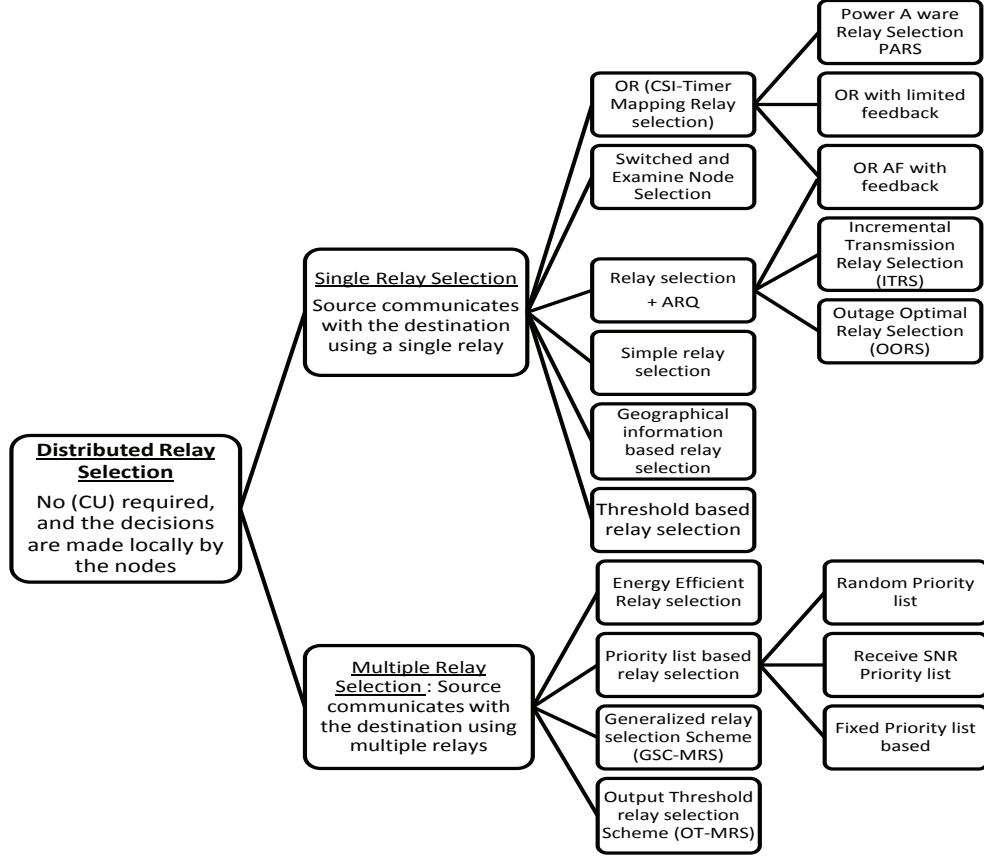 Distributed Relay
Selection
No (CU) required,
and the decisions
are made locally by
the nodes
Single Relay Selection
Source communicates
with the destination
using a single relay
Multiple Relay
Selection : Source
communicates with
the destination using
multiple relays
OR (CSI-Timer
Mapping Relay
selection)
Switched and
Examine Node
Selection
Relay selection
+ ARQ
Simple relay
selection
Geographical
information
based relay
selection
Threshold based
relay selection
Energy Efficient
Relay selection
Priority list based
relay selection
Generalized relay
selection Scheme
(GSC-MRS)
Output Threshold
relay selection
Scheme (OT-MRS)
Power A ware
Relay Selection
PARS
OR with limited
feedback
OR AF with
feedback
Incremental
Transmission
Relay Selection
(ITRS)
Outage Optimal
Relay Selection
(OORS)
Random Priority
list
Receive SNR
Priority list
Fixed Priority list
based